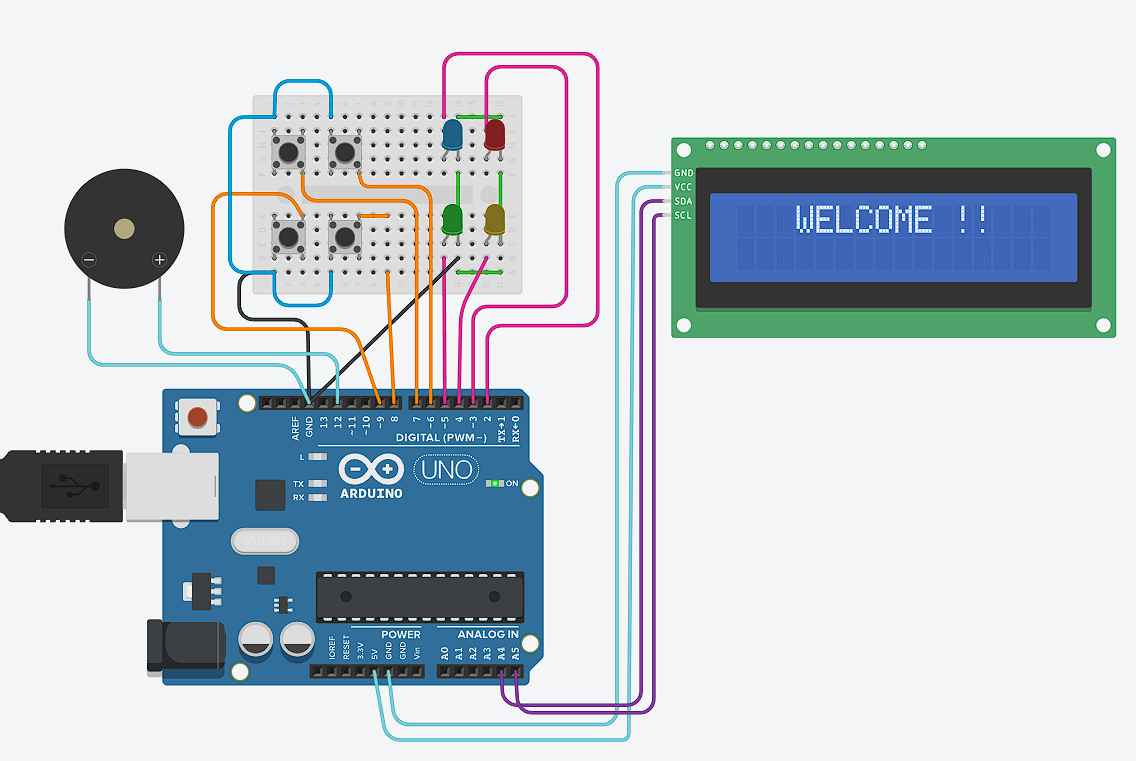 GND
VCC
SDA
SCL
WELCOME !!
AREF
GND
13
12
~11
~10
~9
8
7
~6
~5
4
~3
2
TX→1
RX←0
DIGITAL (PWM~)
L
TX
RX
UNO
ON
ARDUINO
POWER
ANALOG IN
IOREF
RESET
3.3V
5V
GND
GND
Vin
A0
A1
A2
A3
A4
A5